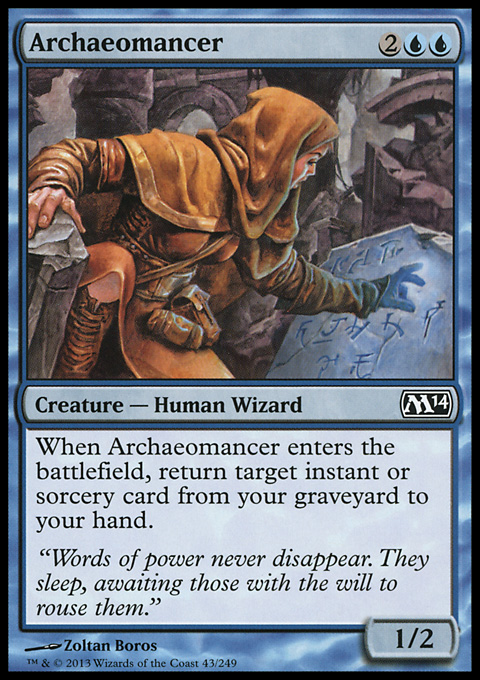 Archaeomancer 2
Creature — Human Wizard M14
When Archaeomancer enters the
battlefield, return target instant or
sorcery card from your graveyard to
your hand.
“Words of power never disappear. They
sleep, awaiting those with the will to
rouse them.”
1/2
Zoltan Boros
™ & © 2013 Wizards of the Coast 43/249